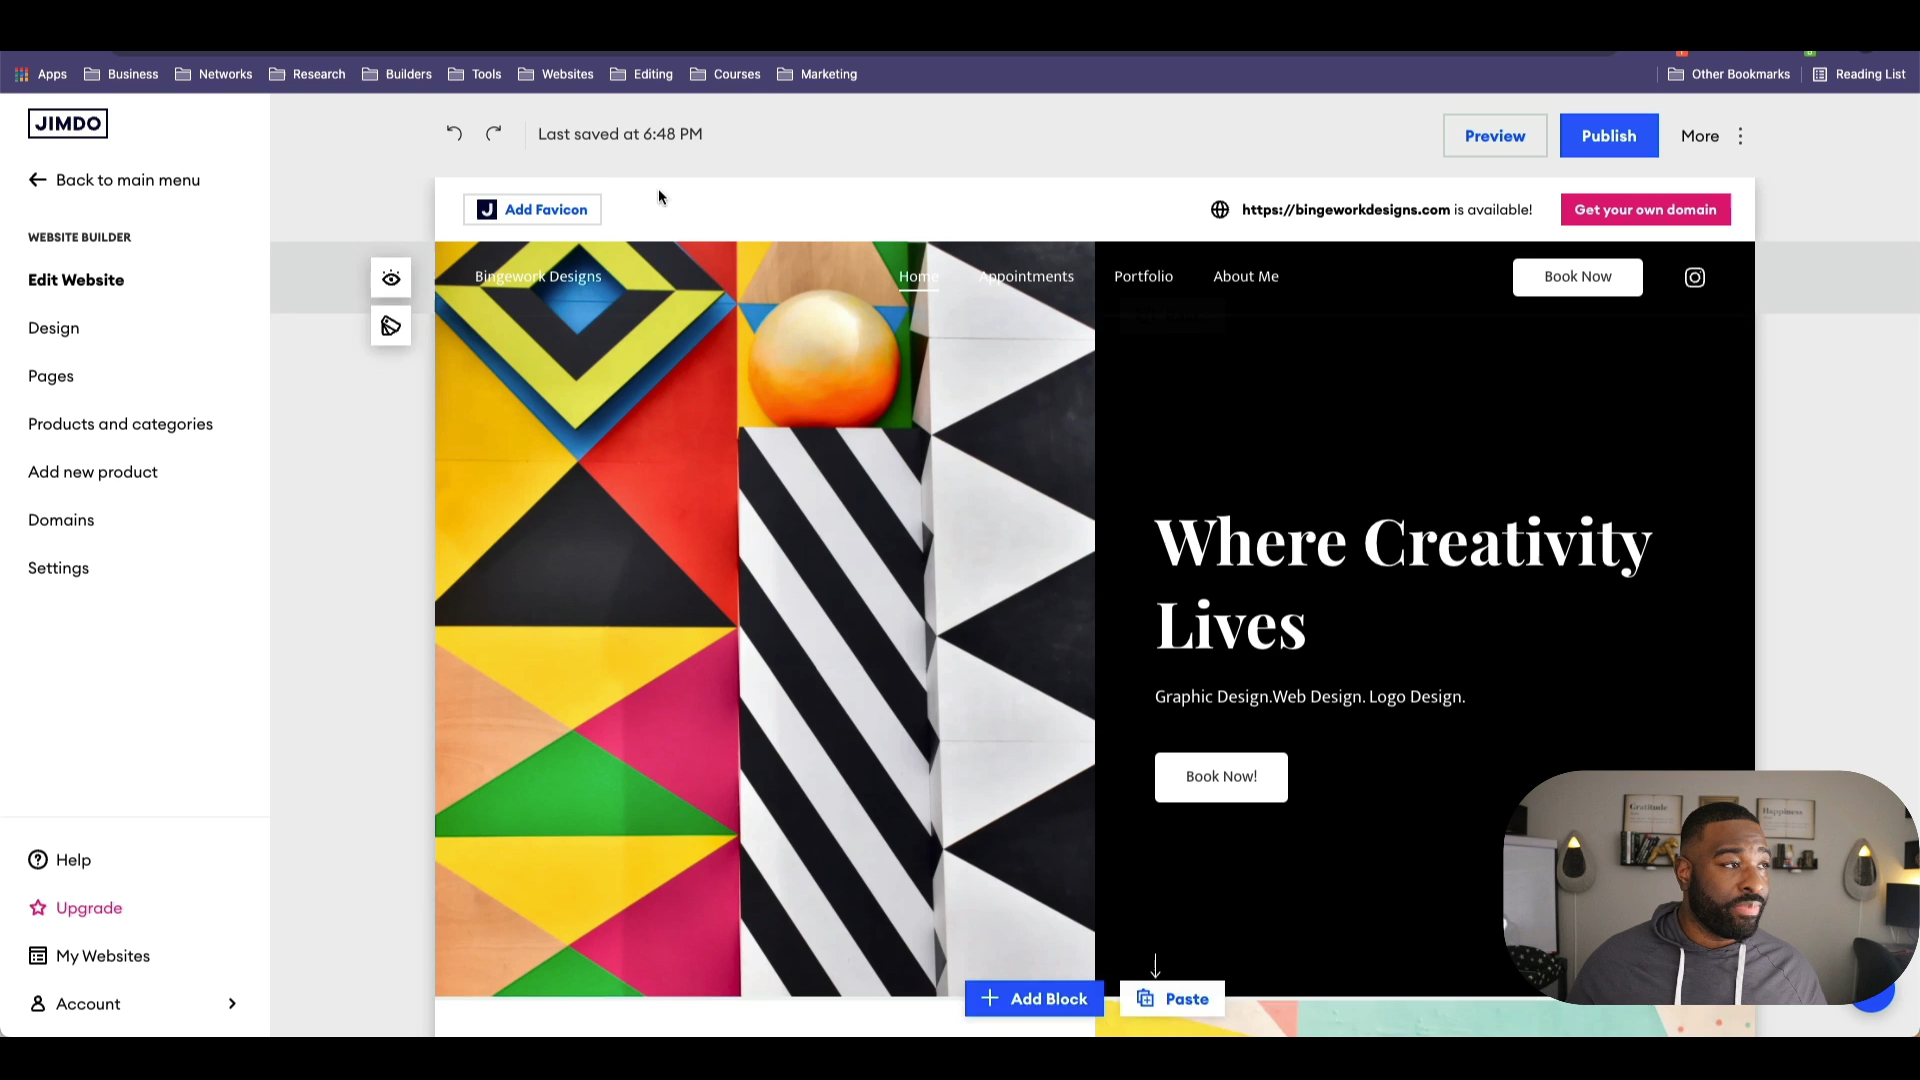 Apps
Business
Networks
Research
Builders
Tools
Websites
Editing
Courses
Marketing
Other Bookmarks
Reading List
JIMDO
Back to main menu
WEBSITE BUILDER
Edit Website
Design
Pages
Products and categories
Add new product
Domains
Settings
Help
Upgrade
My Websites
Account
Last saved at 6:48 PM
Preview
Publish
More
J Add Favicon
https://bingeworkdesigns.com is available!
Get your own domain
Bingework Designs
Home
Appointments
Portfolio
About Me
Book Now
Where Creativity
Lives
Graphic Design.Web Design. Logo Design.
Book Now!
Add Block
Paste
Gratitude
Happiness